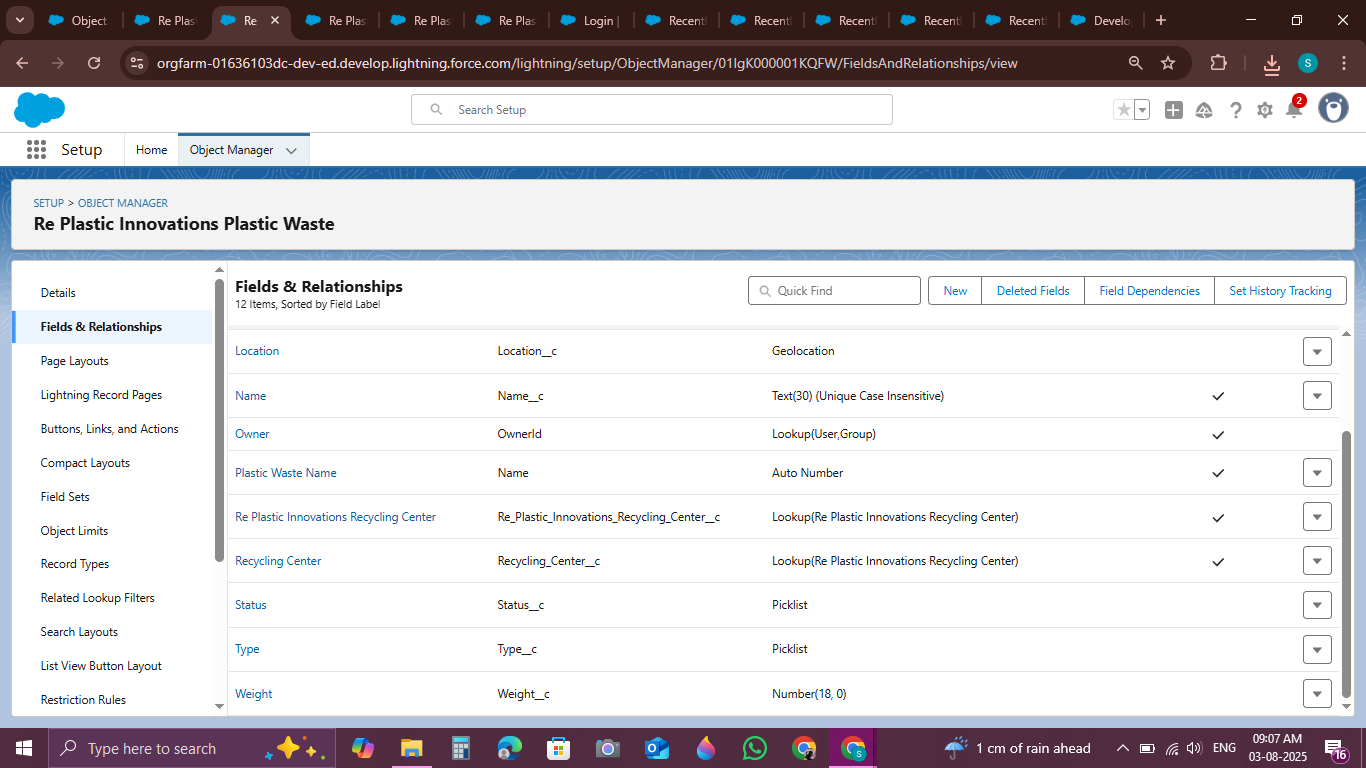 Object
Re Plast
Re
Re Plas
Re Plas
Re Plas
Login |
Recentl
Recentl
Recentl
Recentl
Recentl
Develo
orgfarm-01636103dc-dev-ed.develop.lightning.force.com/lightning/setup/ObjectManager/01IgK000001KQFW/FieldsAndRelationships/view
S
Search Setup
2
Setup
Home
Object Manager
SETUP > OBJECT MANAGER
Re Plastic Innovations Plastic Waste
Details
Fields & Relationships
Page Layouts
Lightning Record Pages
Buttons, Links, and Actions
Compact Layouts
Field Sets
Object Limits
Record Types
Related Lookup Filters
Search Layouts
List View Button Layout
Restriction Rules
Fields & Relationships
12 Items, Sorted by Field Label
Quick Find
New
Deleted Fields
Field Dependencies
Set History Tracking
Location Location__c Geolocation
Name Name__c Text(30) (Unique Case Insensitive)
Owner OwnerId Lookup(User,Group)
Plastic Waste Name Name Auto Number
Re Plastic Innovations Recycling Center Re_Plastic_Innovations_Recycling_Center__c Lookup(Re Plastic Innovations Recycling Center)
Recycling Center Recycling_Center__c Lookup(Re Plastic Innovations Recycling Center)
Status Status__c Picklist
Type Type__c Picklist
Weight Weight__c Number(18, 0)
Type here to search
S
1 cm of rain ahead
ENG
09:07 AM
03-08-2025
16